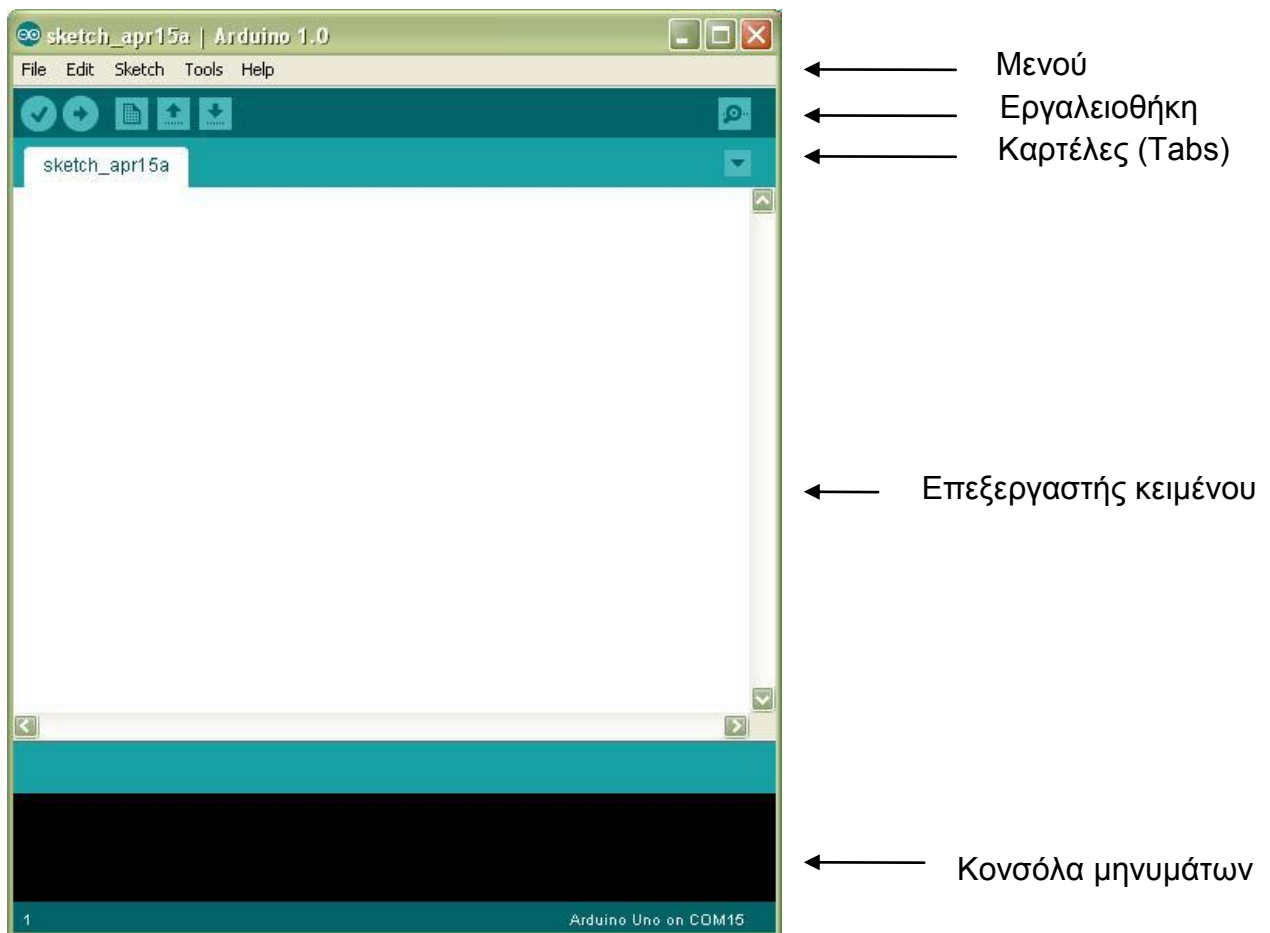 sketch_apr15a | Arduino 1.0
File Edit Sketch Tools Help
Μενού
Εργαλειοθήκη
Καρτέλες (Tabs)
sketch_apr15a
Επεξεργαστής κειμένου
Κονσόλα μηνυμάτων
1
Arduino Uno on COM15